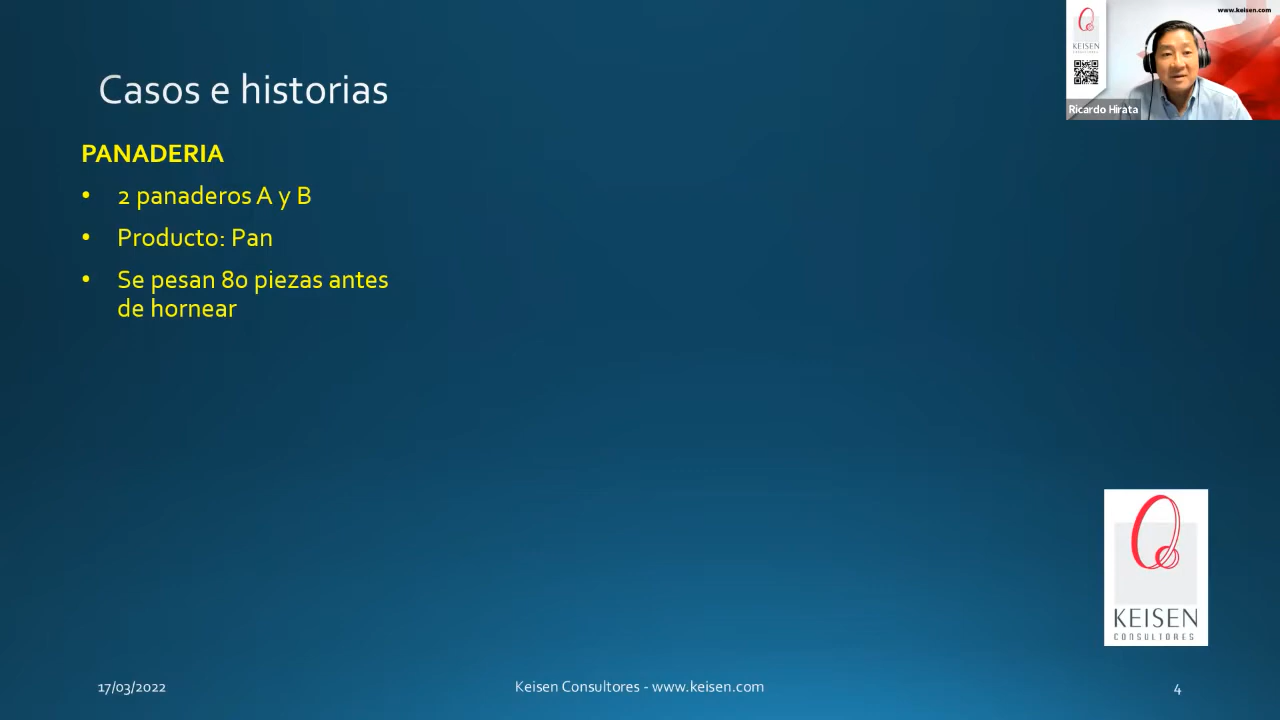 www.keisen.com
KEISEN
Ricardo Hirata
Casos e historias
PANADERIA
• 2 panaderos A y B
• Producto: Pan
• Se pesan 80 piezas antes
de hornear
KEISEN
CONSULTORES
17/03/2022
Keisen Consultores - www.keisen.com
4